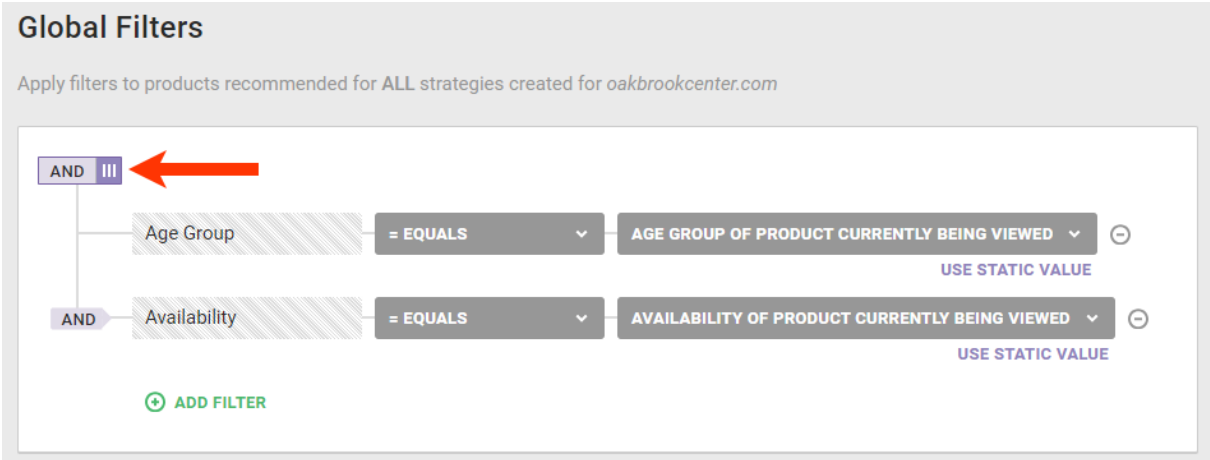 Global Filters
Apply filters to products recommended for ALL strategies created for oakbrookcenter.com
AND
Age Group = EQUALS AGE GROUP OF PRODUCT CURRENTLY BEING VIEWED
USE STATIC VALUE
AND Availability = EQUALS AVAILABILITY OF PRODUCT CURRENTLY BEING VIEWED
USE STATIC VALUE
ADD FILTER